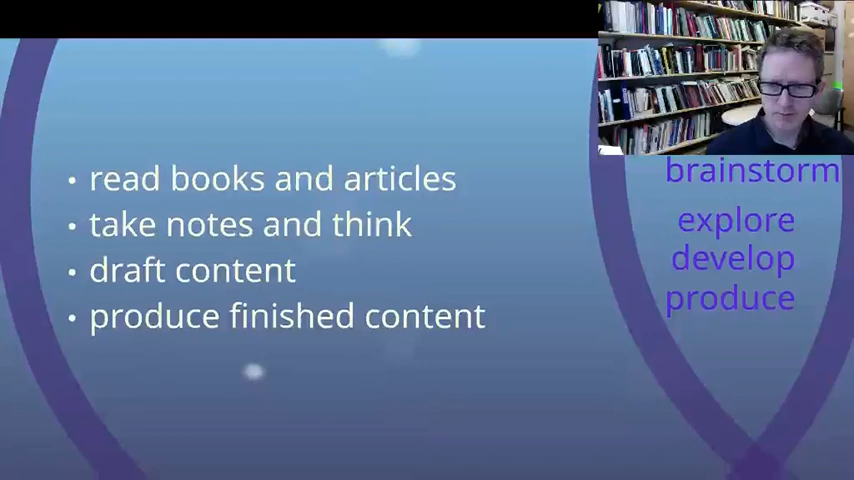 • read books and articles
• take notes and think
• draft content
• produce finished content
brainstorm
explore
develop
produce